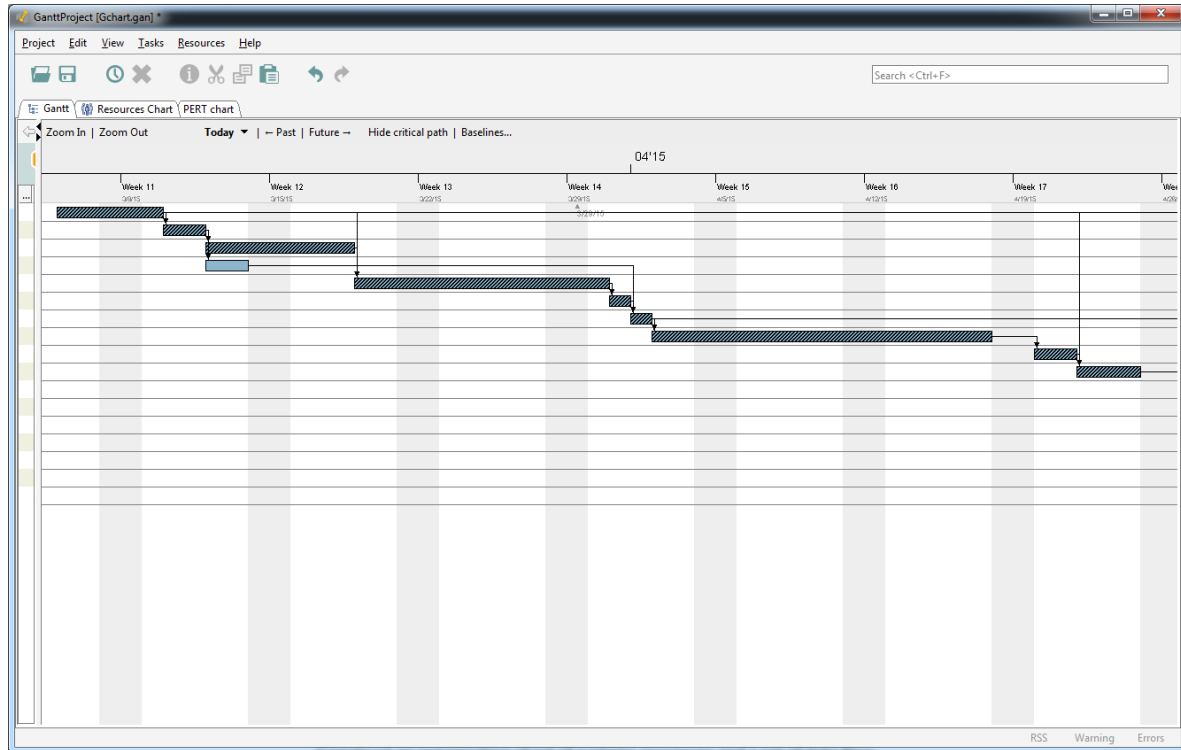 GanttProject [Gchart.gan] *
Project Edit View Tasks Resources Help
Search <Ctrl+F>
Gantt Resources Chart PERT chart
Zoom In | Zoom Out Today ▼ | ← Past | Future → Hide critical path | Baselines...
04'15
... Week 11 Week 12 Week 13 Week 14 Week 15 Week 16 Week 17
3/9/15 3/15/15 3/22/15 3/29/15 4/5/15 4/12/15 4/19/15 4/26/
3/29/15
RSS Warning Errors